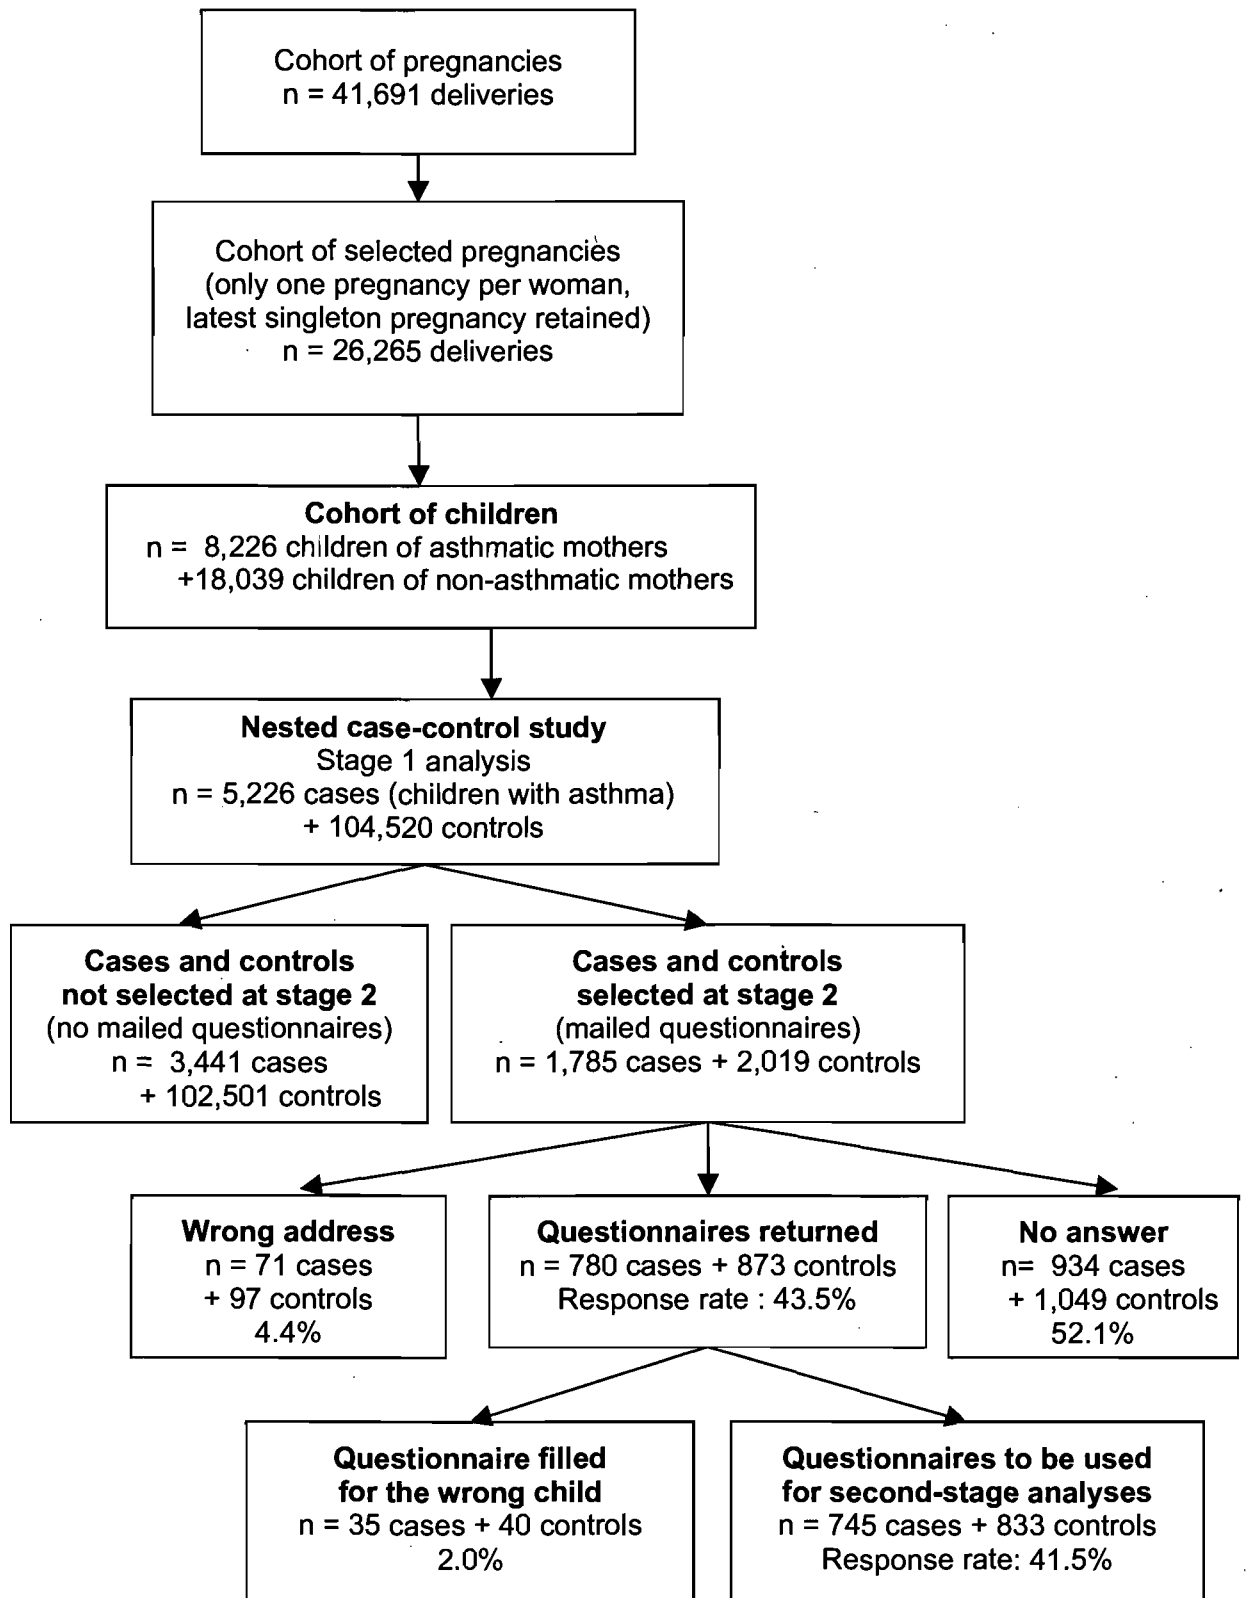 Cohort of pregnancies
n = 41,691 deliveries
Cohort of selected pregnancies
(only one pregnancy per woman,
latest singleton pregnancy retained)
n = 26,265 deliveries
Cohort of children
n = 8,226 children of asthmatic mothers
+18,039 children of non-asthmatic mothers
Nested case-control study
Stage 1 analysis
n = 5,226 cases (children with asthma)
+ 104,520 controls
Cases and controls
not selected at stage 2
(no mailed questionnaires)
n = 3,441 cases
+ 102,501 controls
Cases and controls
selected at stage 2
(mailed questionnaires)
n = 1,785 cases + 2,019 controls
Wrong address
n = 71 cases
+ 97 controls
4.4%
Questionnaires returned
n = 780 cases + 873 controls
Response rate : 43.5%
No answer
n= 934 cases
+ 1,049 controls
52.1%
Questionnaire filled
for the wrong child
n = 35 cases + 40 controls
2.0%
Questionnaires to be used
for second-stage analyses
n = 745 cases + 833 controls
Response rate: 41.5%